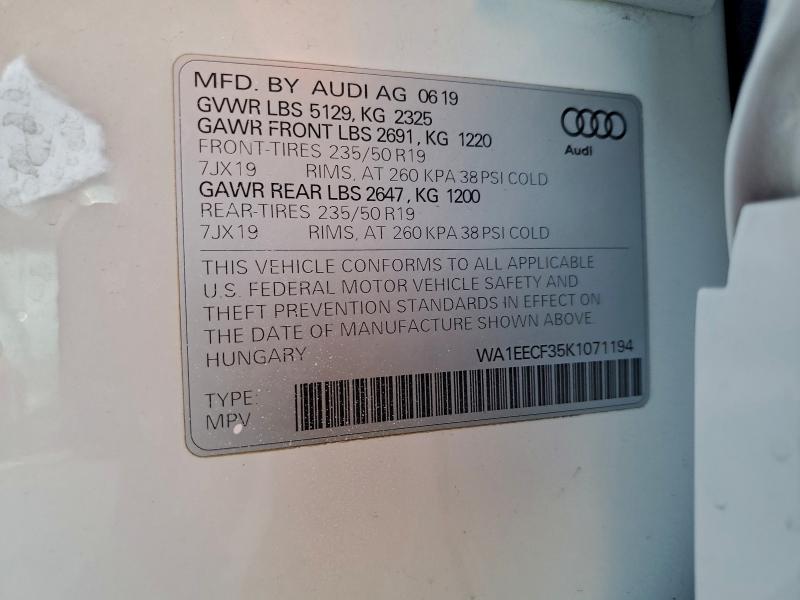 MFD. BY AUDI AG 0619
GVWR LBS 5129, KG 2325
GAWR FRONT LBS 2691, KG 1220
FRONT-TIRES 235/50 R19
7JX19 RIMS, AT 260 KPA 38 PSI COLD
GAWR REAR LBS 2647, KG 1200
REAR-TIRES 235/50 R19
7JX19 RIMS, AT 260 KPA 38 PSI COLD
Audi
THIS VEHICLE CONFORMS TO ALL APPLICABLE
U.S. FEDERAL MOTOR VEHICLE SAFETY AND
THEFT PREVENTION STANDARDS IN EFFECT ON
THE DATE OF MANUFACTURE SHOWN ABOVE.
HUNGARY WA1EECF35K1071194
TYPE:
MPV